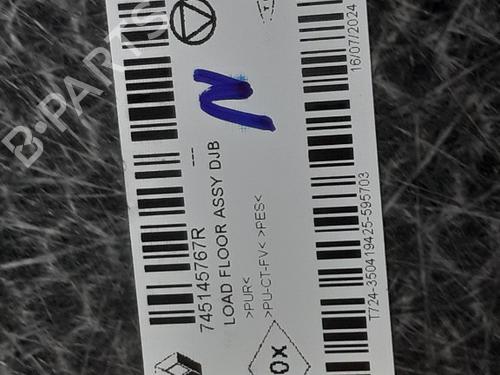 745145767R
---
LOAD FLOOR ASSY DJB
>PUR<
>PU-CT-FV< >PES<
N
16/07/2024
T724-350419425-595703
B-PARTS